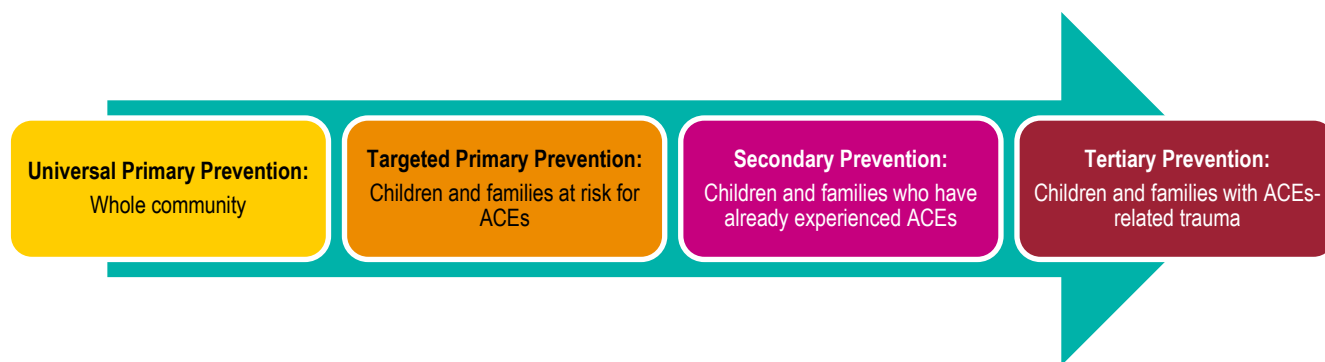 Universal Primary Prevention:
Whole community
Targeted Primary Prevention:
Children and families at risk for
ACEs
Secondary Prevention:
Children and families who have
already experienced ACEs
Tertiary Prevention:
Children and families with ACEs-
related trauma